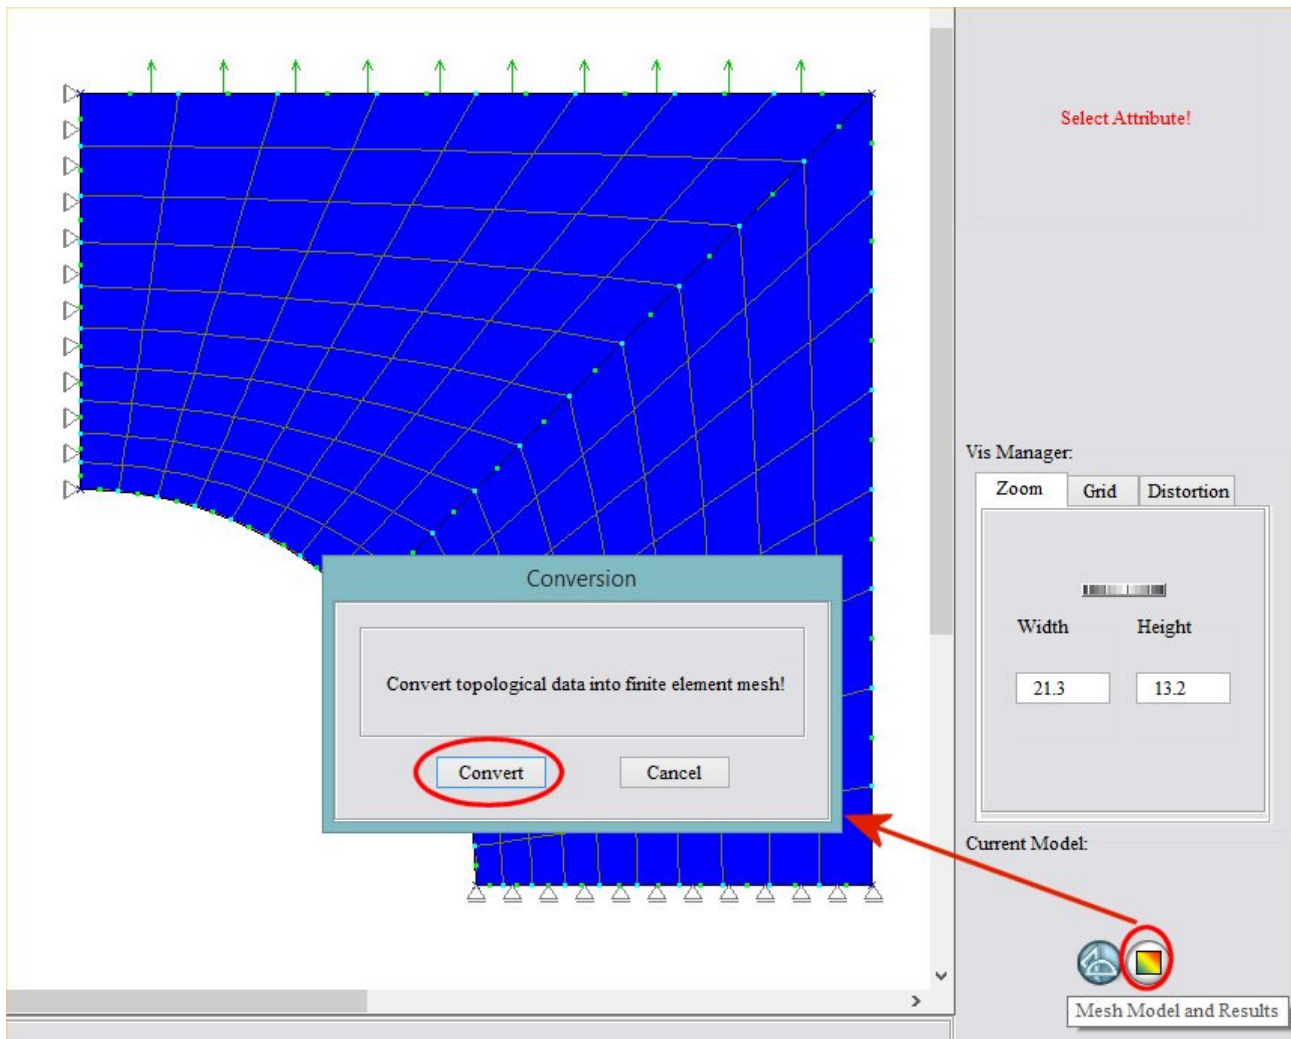 Select Attribute!
Vis Manager:
Zoom Grid Distortion
Width Height
21.3 13.2
Conversion
Convert topological data into finite element mesh!
Convert Cancel
Current Model:
Mesh Model and Results